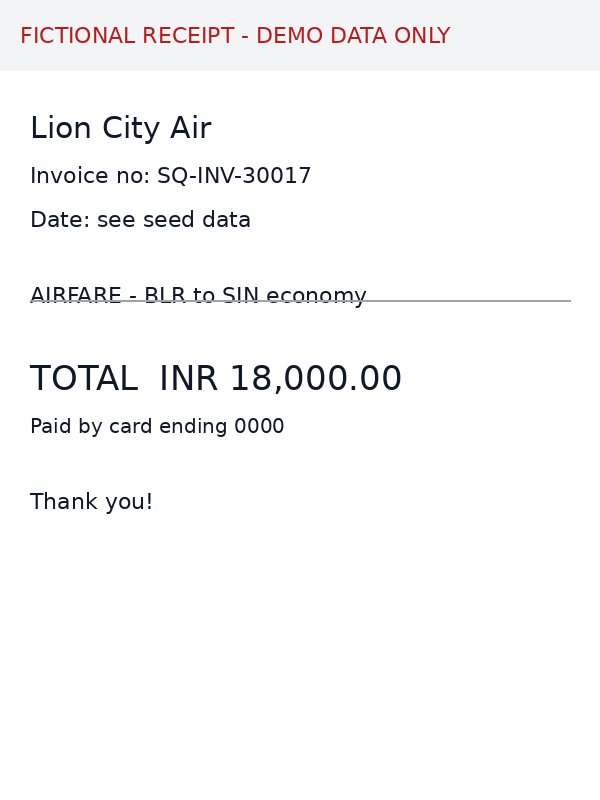 FICTIONAL RECEIPT - DEMO DATA ONLY
Lion City Air
Invoice no: SQ-INV-30017
Date: see seed data
AIRFARE - BLR to SIN economy
TOTAL  INR 18,000.00
Paid by card ending 0000
Thank you!